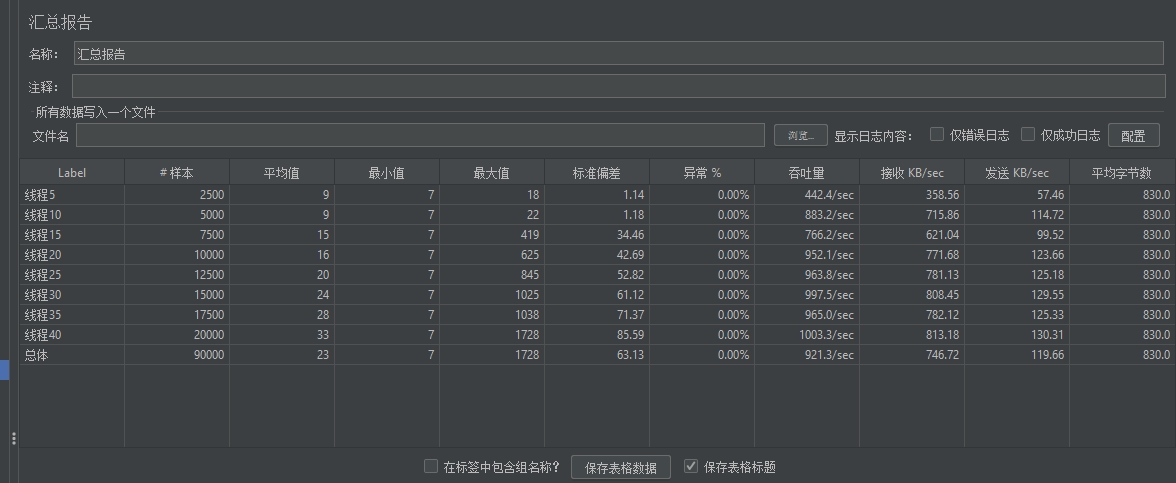 汇总报告
名称： 汇总报告
注释：
所有数据写入一个文件
文件名 浏览... 显示日志内容： 仅错误日志 仅成功日志 配置
Label # 样本 平均值 最小值 最大值 标准偏差 异常 % 吞吐量 接收 KB/sec 发送 KB/sec 平均字节数
线程5 2500 9 7 18 1.14 0.00% 442.4/sec 358.56 57.46 830.0
线程10 5000 9 7 22 1.18 0.00% 883.2/sec 715.86 114.72 830.0
线程15 7500 15 7 419 34.46 0.00% 766.2/sec 621.04 99.52 830.0
线程20 10000 16 7 625 42.69 0.00% 952.1/sec 771.68 123.66 830.0
线程25 12500 20 7 845 52.82 0.00% 963.8/sec 781.13 125.18 830.0
线程30 15000 24 7 1025 61.12 0.00% 997.5/sec 808.45 129.55 830.0
线程35 17500 28 7 1038 71.37 0.00% 965.0/sec 782.12 125.33 830.0
线程40 20000 33 7 1728 85.59 0.00% 1003.3/sec 813.18 130.31 830.0
总体 90000 23 7 1728 63.13 0.00% 921.3/sec 746.72 119.66 830.0
在标签中包含组名称？ 保存表格数据 保存表格标题